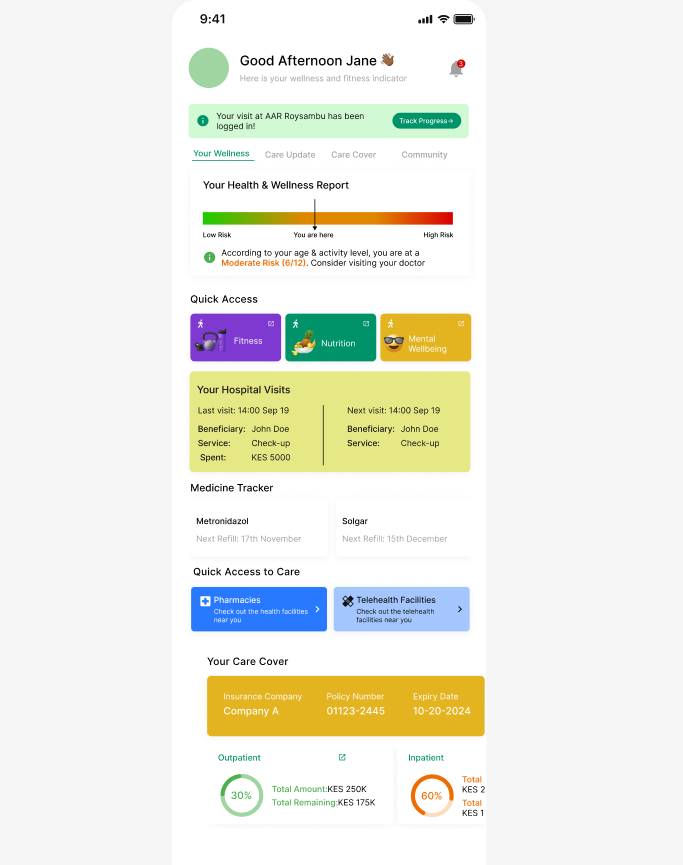 9:41
Good Afternoon Jane 👋🏾
Here is your wellness and fitness indicator
5
Your visit at AAR Roysambu has been
logged in!
Track Progress→
Your Wellness
Care Update
Care Cover
Community
Your Health & Wellness Report
Low Risk
You are here
High Risk
According to your age & activity level, you are at a
Moderate Risk (6/12). Consider visiting your doctor
Quick Access
Fitness
Nutrition
Mental
Wellbeing
Your Hospital Visits
Last visit: 14:00 Sep 19
Beneficiary: John Doe
Service: Check-up
Spent: KES 5000
Next visit: 14:00 Sep 19
Beneficiary: John Doe
Service: Check-up
Medicine Tracker
Metronidazol
Next Refill: 17th November
Solgar
Next Refill: 15th December
Quick Access to Care
Pharmacies
Check out the health facilities
near you
Telehealth Facilities
Check out the telehealth
facilities near you
Your Care Cover
Insurance Company
Company A
Policy Number
01123-2445
Expiry Date
10-20-2024
Outpatient
30%
Total Amount:KES 250K
Total Remaining:KES 175K
Inpatient
60%
Total
KES 2
Total
KES 1